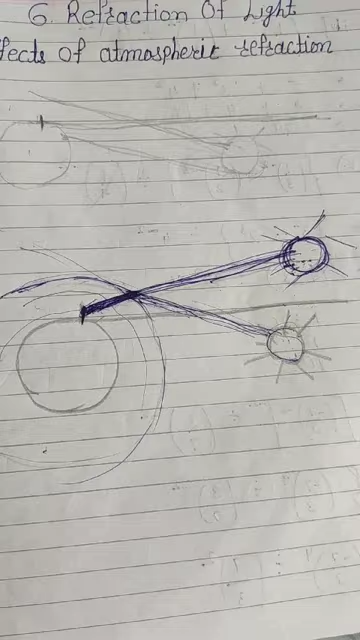 6. Refraction Of Light
ffects of atmospheric refraction